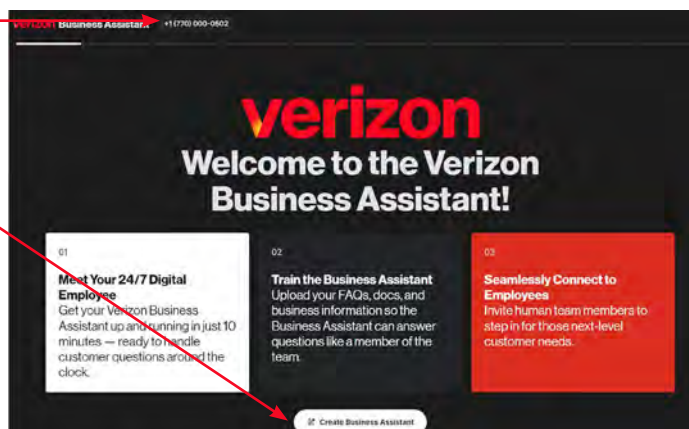 verizon Business Assistant +1 (770) 000-0502
verizon
Welcome to the Verizon
Business Assistant!
01
Meet Your 24/7 Digital
Employee
Get your Verizon Business
Assistant up and running in just 10
minutes — ready to handle
customer questions around the
clock.
02
Train the Business Assistant
Upload your FAQs, docs, and
business information so the
Business Assistant can answer
questions like a member of the
team.
03
Seamlessly Connect to
Employees
Invite human team members to
step in for those next-level
customer needs.
Create Business Assistant